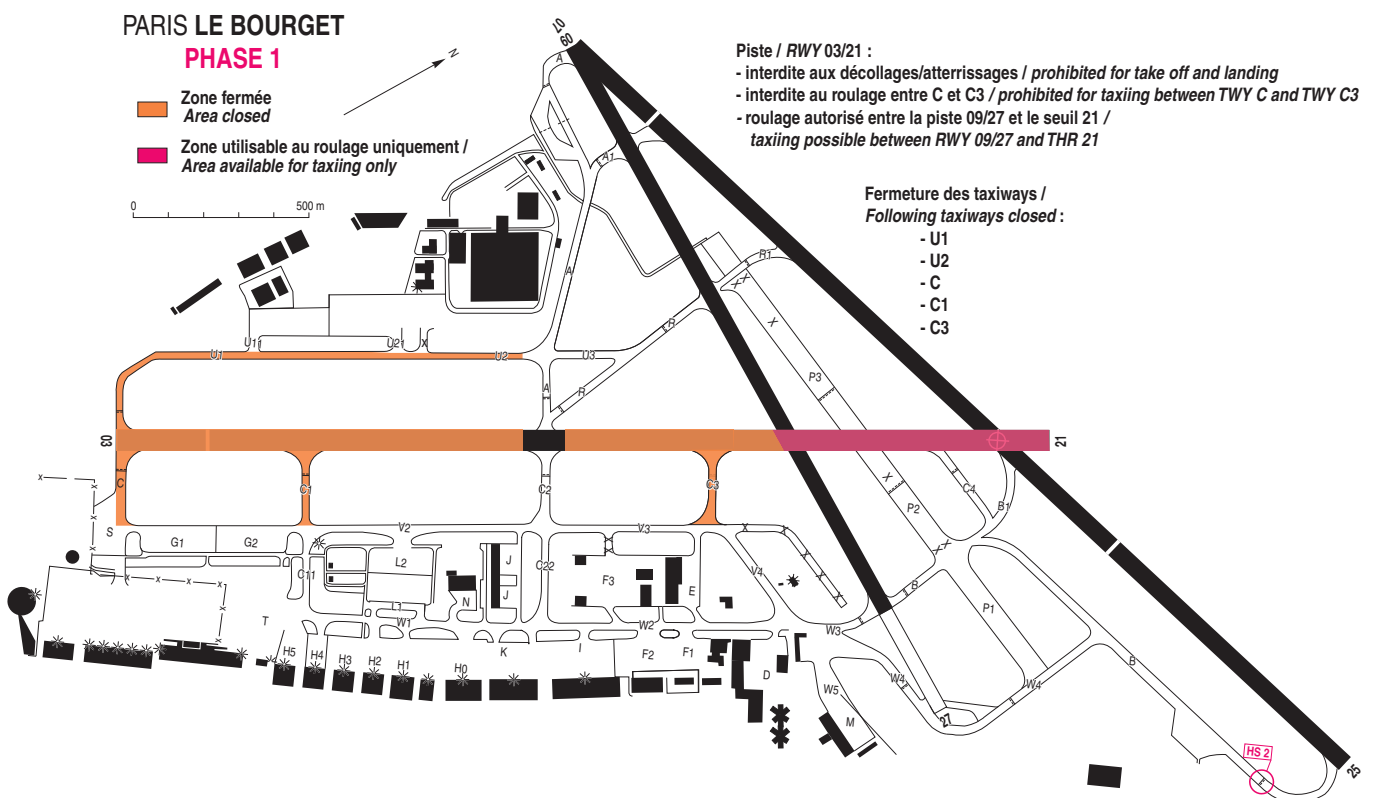 PARIS LE BOURGET
PHASE 1
Zone fermée
Area closed
Zone utilisable au roulage uniquement /
Area available for taxiing only
0 500 m
N
Piste / RWY 03/21 :
- interdite aux décollages/atterrissages / prohibited for take off and landing
- interdite au roulage entre C et C3 / prohibited for taxiing between TWY C and TWY C3
- roulage autorisé entre la piste 09/27 et le seuil 21 /
taxiing possible between RWY 09/27 and THR 21
Fermeture des taxiways /
Following taxiways closed :
- U1
- U2
- C
- C1
- C3
07
09
A
A1
A
R1
R
U1
U11
U21
X
U2
U3
A
R
P3
03
21
C
C1
C2
C3
C4
B1
P2
S
G1
G2
V2
V3
C11
L2
L1
W1
N
J
J
C22
F3
E
V4
B
P1
T
H5
H4
H3
H2
H1
H0
K
I
W2
F2
F1
D
W3
W4
W5
M
27
W4
B
HS 2
25